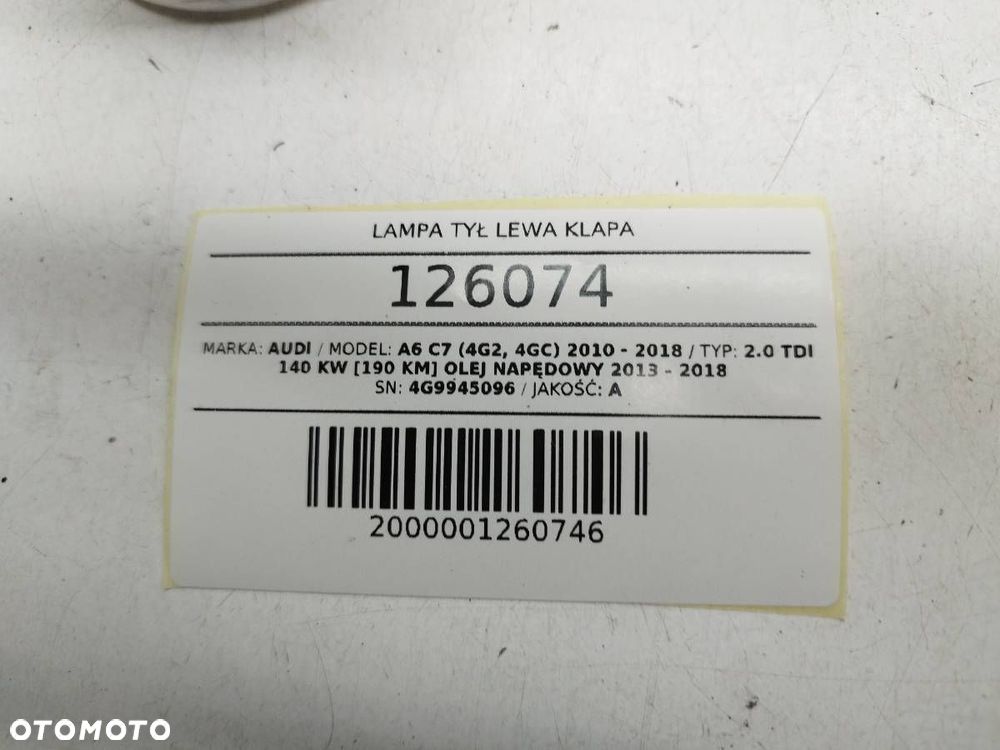 LAMPA TYŁ LEWA KLAPA
126074
MARKA: AUDI / MODEL: A6 C7 (4G2, 4GC) 2010 - 2018 / TYP: 2.0 TDI
140 KW [190 KM] OLEJ NAPĘDOWY 2013 - 2018
SN: 4G9945096 / JAKOŚĆ: A
2000001260746
OTOMOTO